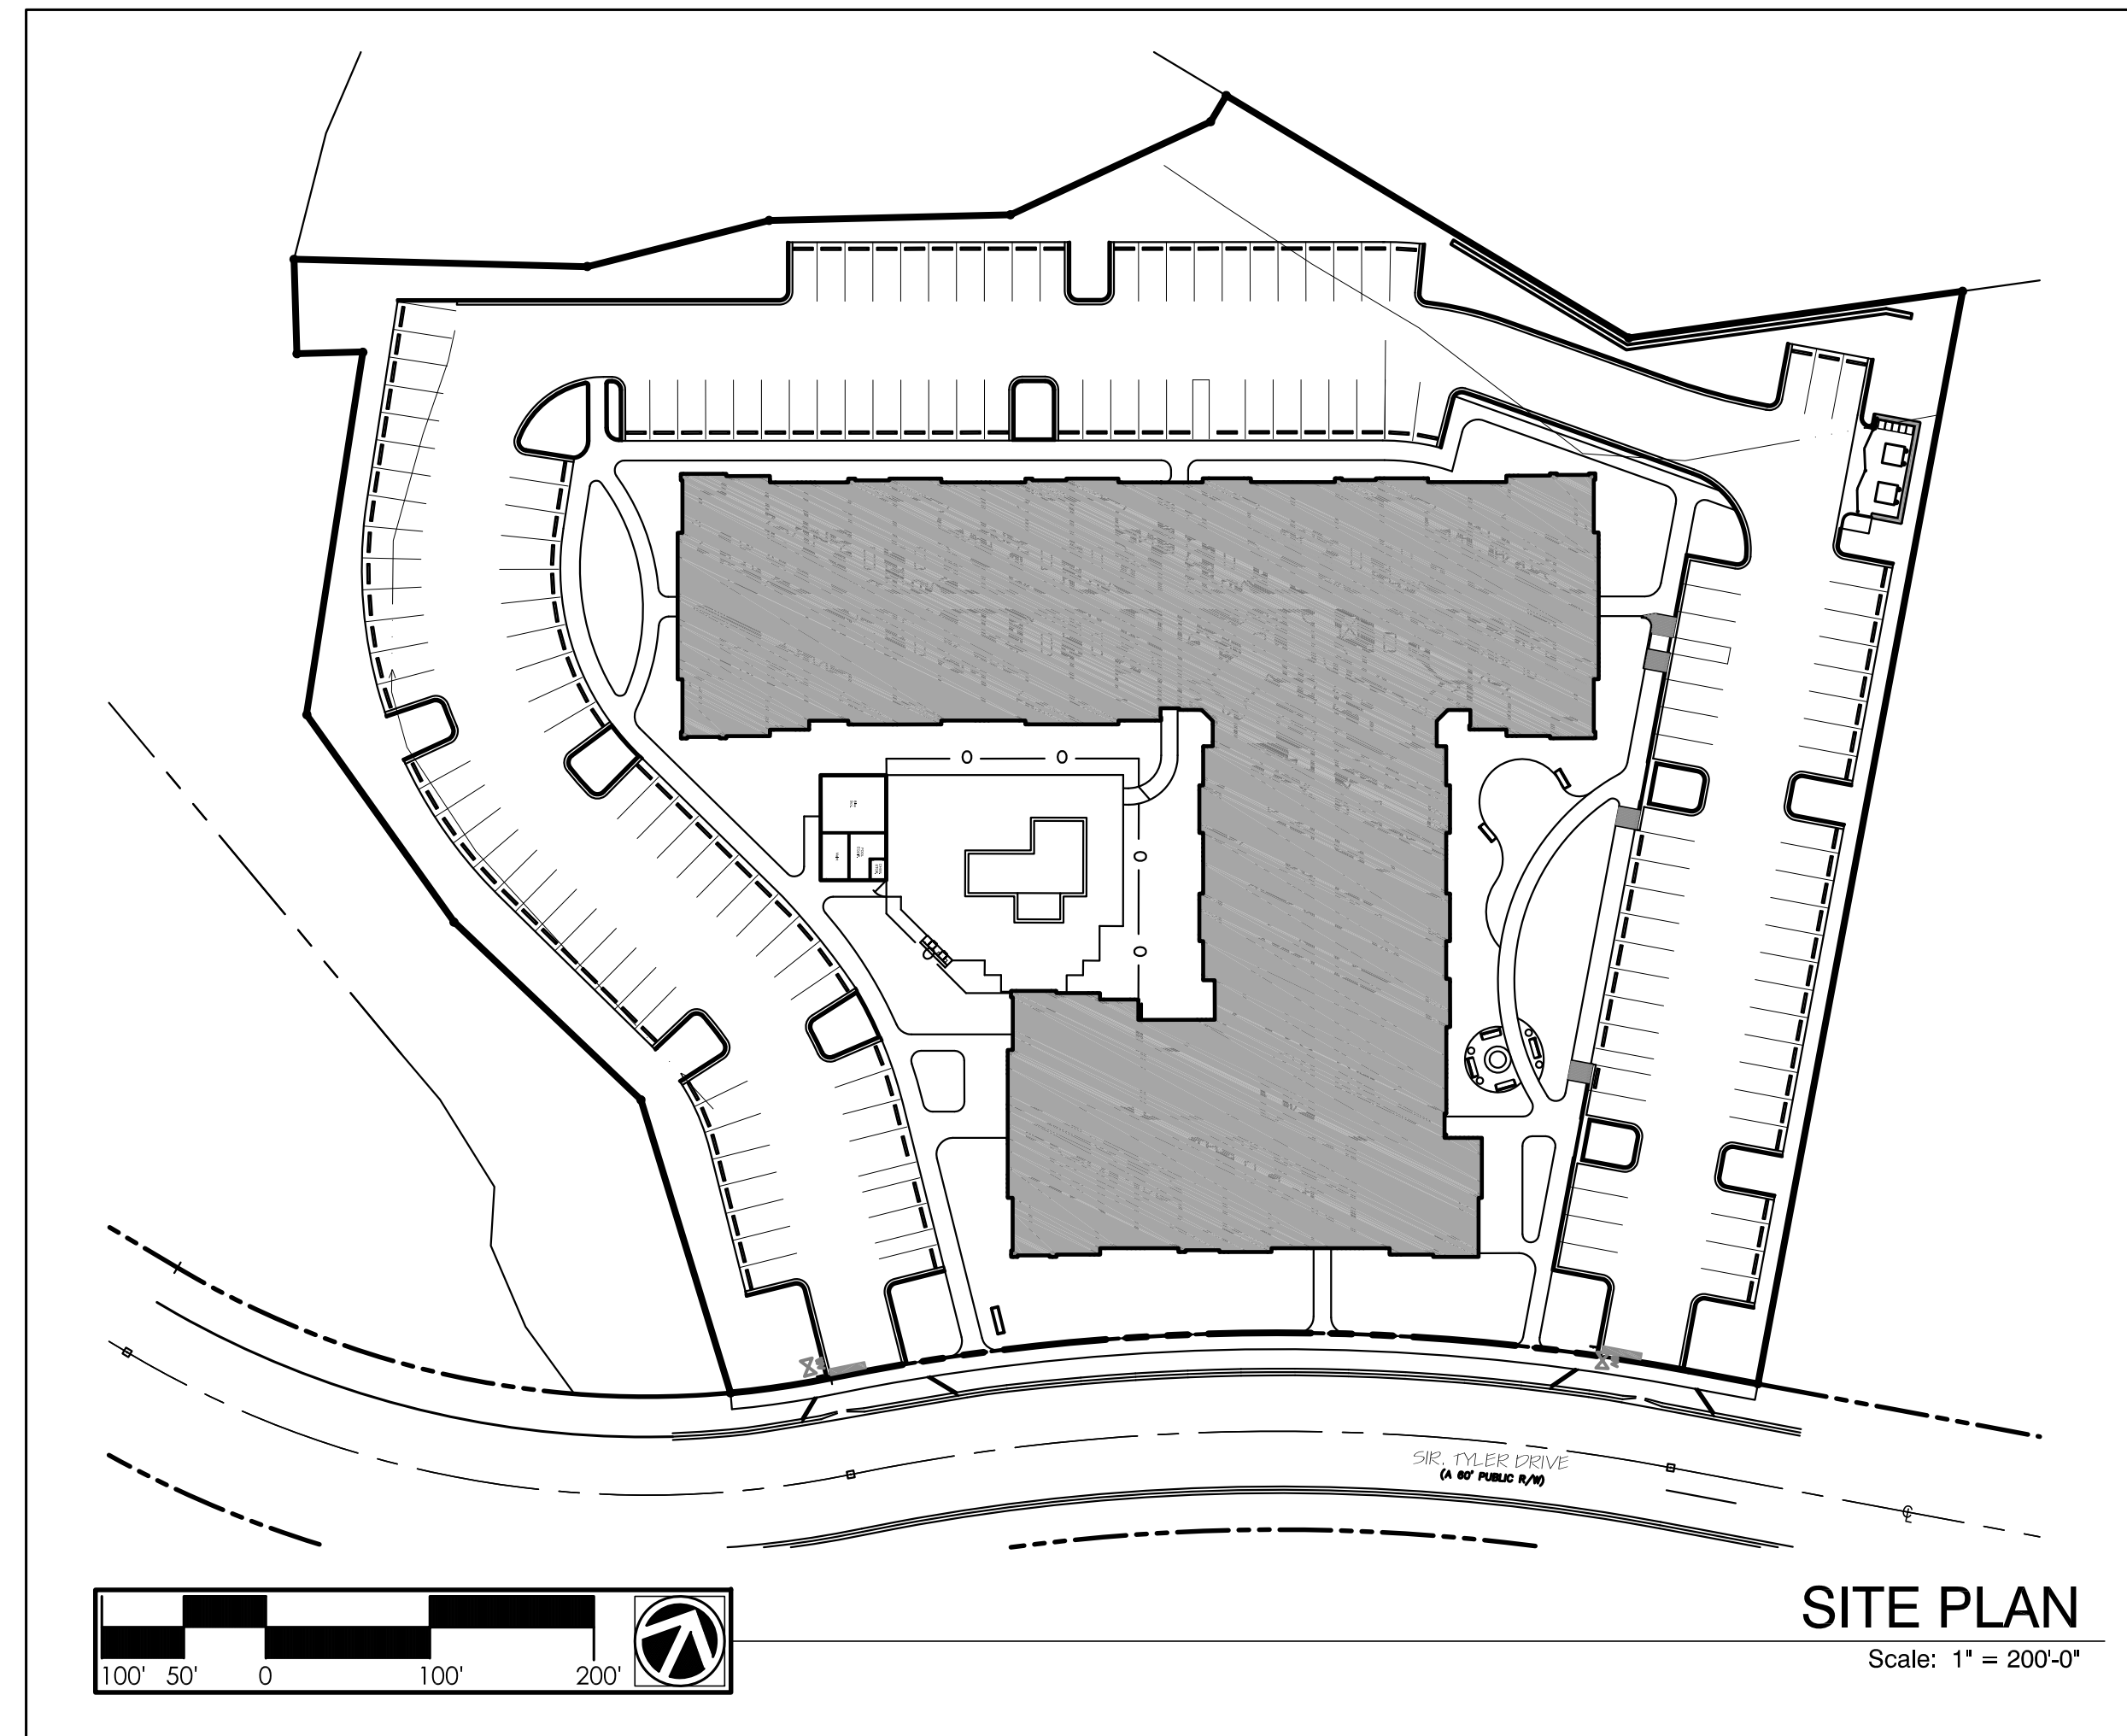 SIR. TYLER DRIVE
(A 60' PUBLIC R/W)
SITE PLAN
Scale: 1" = 200'-0"
100' 50' 0 100' 200'